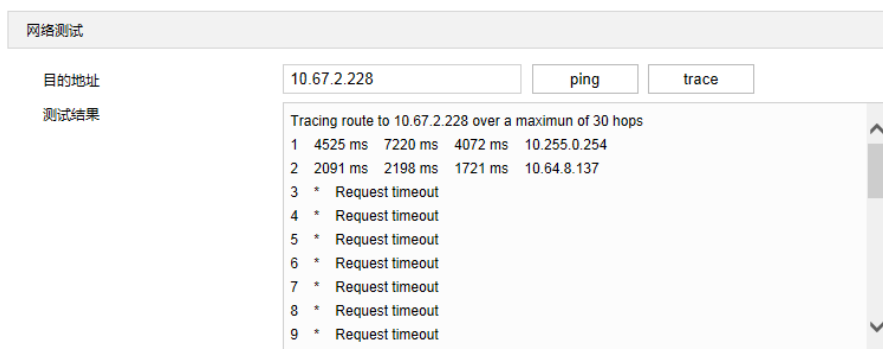 网络测试
目的地址 10.67.2.228 ping trace
测试结果
Tracing route to 10.67.2.228 over a maximun of 30 hops
1 4525 ms 7220 ms 4072 ms 10.255.0.254
2 2091 ms 2198 ms 1721 ms 10.64.8.137
3 * Request timeout
4 * Request timeout
5 * Request timeout
6 * Request timeout
7 * Request timeout
8 * Request timeout
9 * Request timeout